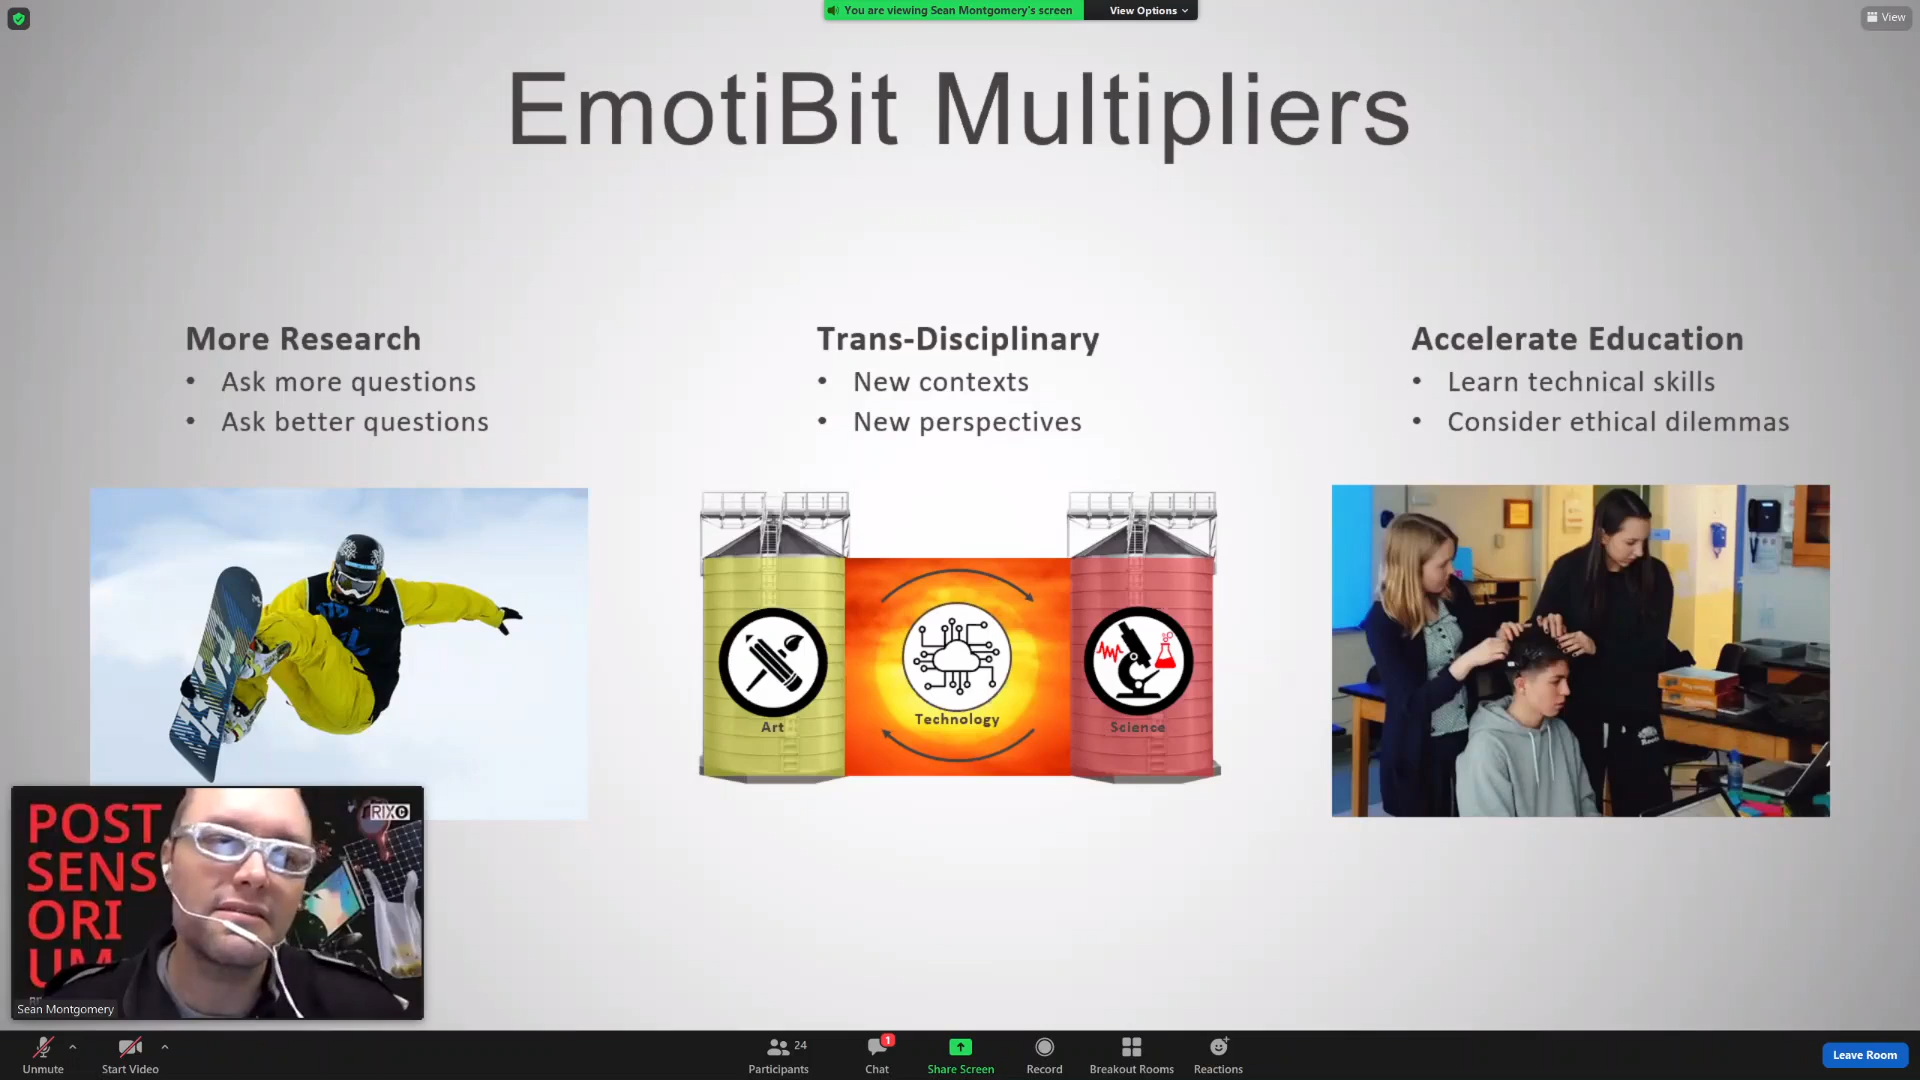 You are viewing Sean Montgomery's screen
View Options
View
EmotiBit Multipliers
More Research
• Ask more questions
• Ask better questions
Trans-Disciplinary
• New contexts
• New perspectives
Accelerate Education
• Learn technical skills
• Consider ethical dilemmas
Art
Technology
Science
POST
SENS
ORI
UM
RIXC
Sean Montgomery
Unmute
Start Video
24
Participants
1
Chat
Share Screen
Record
Breakout Rooms
Reactions
Leave Room